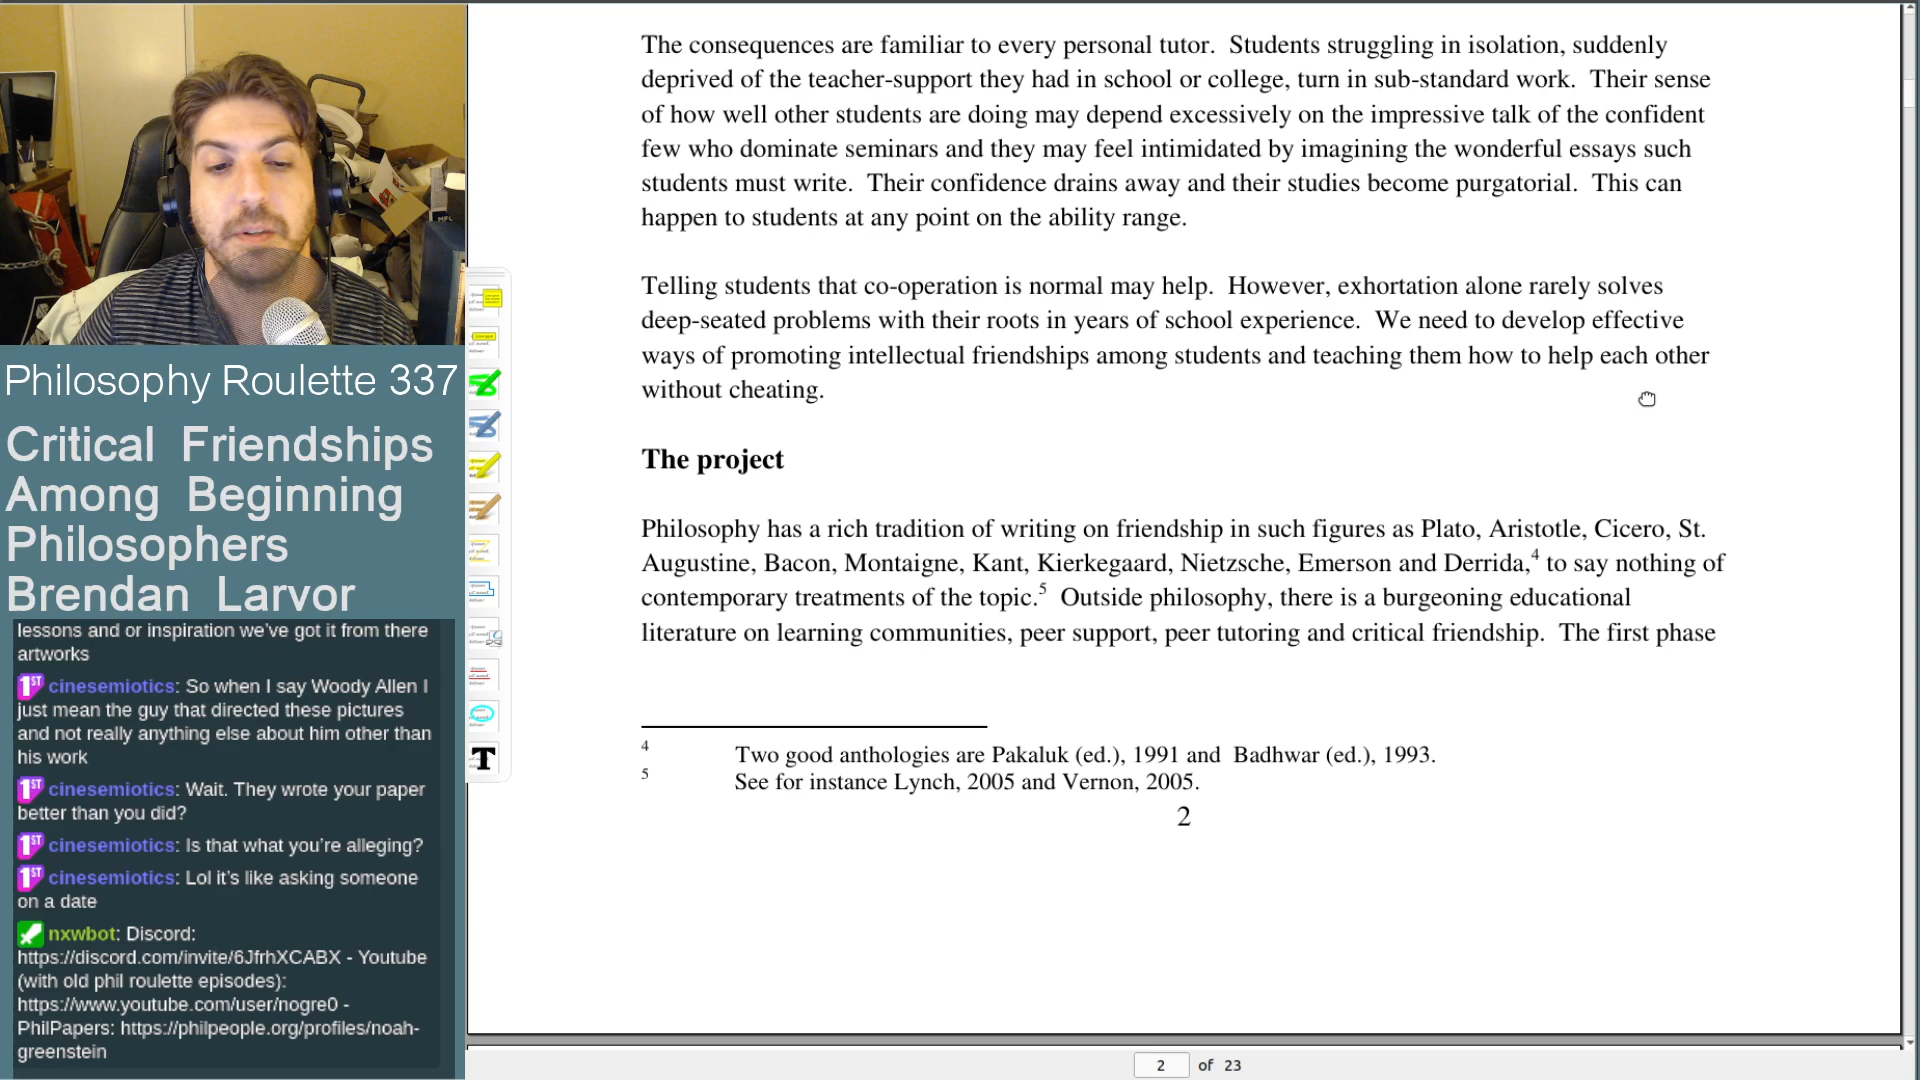 The consequences are familiar to every personal tutor. Students struggling in isolation, suddenly
deprived of the teacher-support they had in school or college, turn in sub-standard work. Their sense
of how well other students are doing may depend excessively on the impressive talk of the confident
few who dominate seminars and they may feel intimidated by imagining the wonderful essays such
students must write. Their confidence drains away and their studies become purgatorial. This can
happen to students at any point on the ability range.
Telling students that co-operation is normal may help. However, exhortation alone rarely solves
deep-seated problems with their roots in years of school experience. We need to develop effective
ways of promoting intellectual friendships among students and teaching them how to help each other
without cheating.
The project
Philosophy has a rich tradition of writing on friendship in such figures as Plato, Aristotle, Cicero, St.
Augustine, Bacon, Montaigne, Kant, Kierkegaard, Nietzsche, Emerson and Derrida,4 to say nothing of
contemporary treatments of the topic.5 Outside philosophy, there is a burgeoning educational
literature on learning communities, peer support, peer tutoring and critical friendship. The first phase
4 Two good anthologies are Pakaluk (ed.), 1991 and Badhwar (ed.), 1993.
5 See for instance Lynch, 2005 and Vernon, 2005.
2
2 of 23
Philosophy Roulette 337
Critical Friendships
Among Beginning
Philosophers
Brendan Larvor
lessons and or inspiration we've got it from there
artworks
1ST cinesemiotics: So when I say Woody Allen I
just mean the guy that directed these pictures
and not really anything else about him other than
his work
1ST cinesemiotics: Wait. They wrote your paper
better than you did?
1ST cinesemiotics: Is that what you're alleging?
1ST cinesemiotics: Lol it's like asking someone
on a date
nxwbot: Discord:
https://discord.com/invite/6JfrhXCABX - Youtube
(with old phil roulette episodes):
https://www.youtube.com/user/nogre0 -
PhilPapers: https://philpeople.org/profiles/noah-
greenstein
T